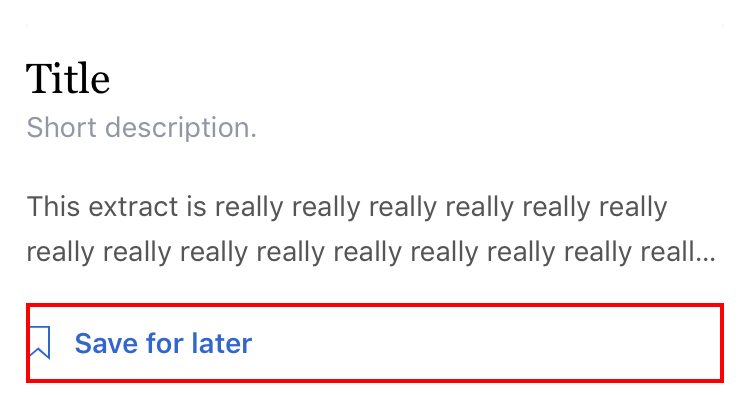 Title
Short description.
This extract is really really really really really really
really really really really really really really really reall...
Save for later